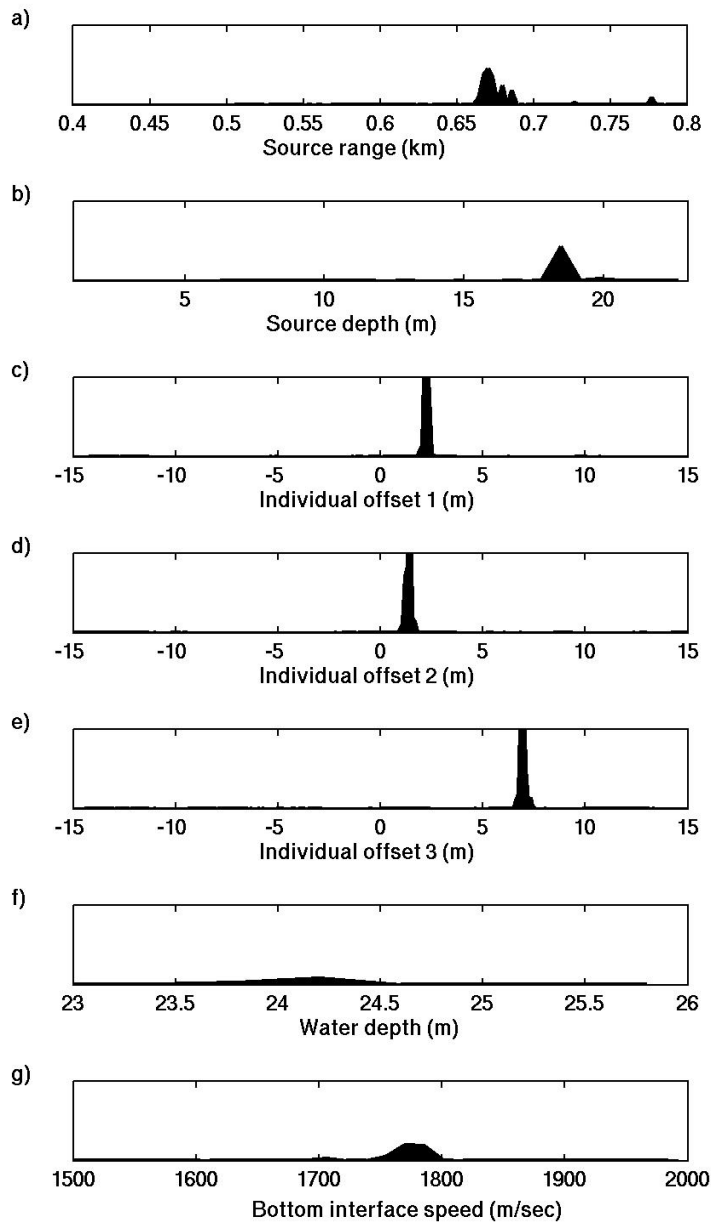 a)
0.4 0.45 0.5 0.55 0.6 0.65 0.7 0.75 0.8
Source range (km)
b)
5 10 15 20
Source depth (m)
c)
-15 -10 -5 0 5 10 15
Individual offset 1 (m)
d)
-15 -10 -5 0 5 10 15
Individual offset 2 (m)
e)
-15 -10 -5 0 5 10 15
Individual offset 3 (m)
f)
23 23.5 24 24.5 25 25.5 26
Water depth (m)
g)
1500 1600 1700 1800 1900 2000
Bottom interface speed (m/sec)